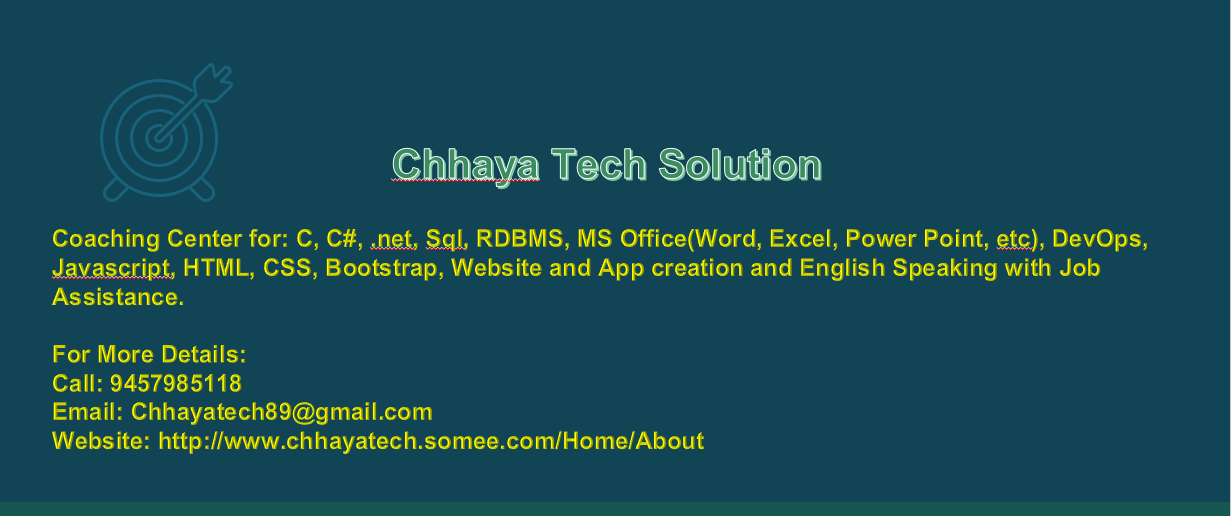 Chhaya Tech Solution
Coaching Center for: C, C#, .net, Sql, RDBMS, MS Office(Word, Excel, Power Point, etc), DevOps,
Javascript, HTML, CSS, Bootstrap, Website and App creation and English Speaking with Job
Assistance.
For More Details:
Call: 9457985118
Email: Chhayatech89@gmail.com
Website: http://www.chhayatech.somee.com/Home/About